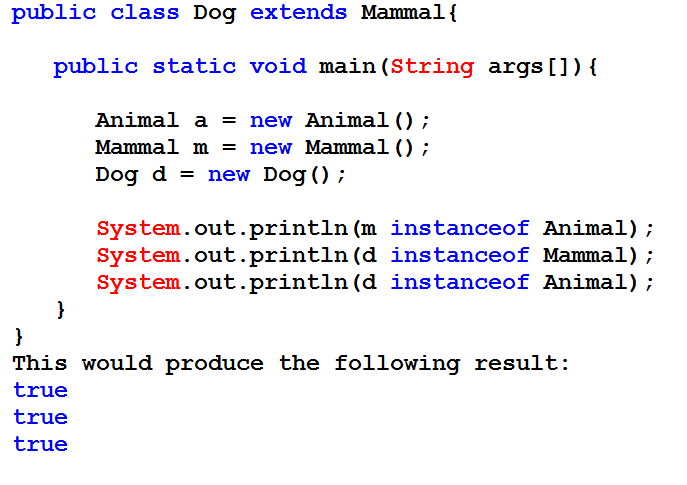 public class Dog extends Mammal{
public static void main(String args[]){
Animal a = new Animal();
Mammal m = new Mammal();
Dog d = new Dog();
System.out.println(m instanceof Animal);
System.out.println(d instanceof Mammal);
System.out.println(d instanceof Animal);
}
}
This would produce the following result:
true
true
true